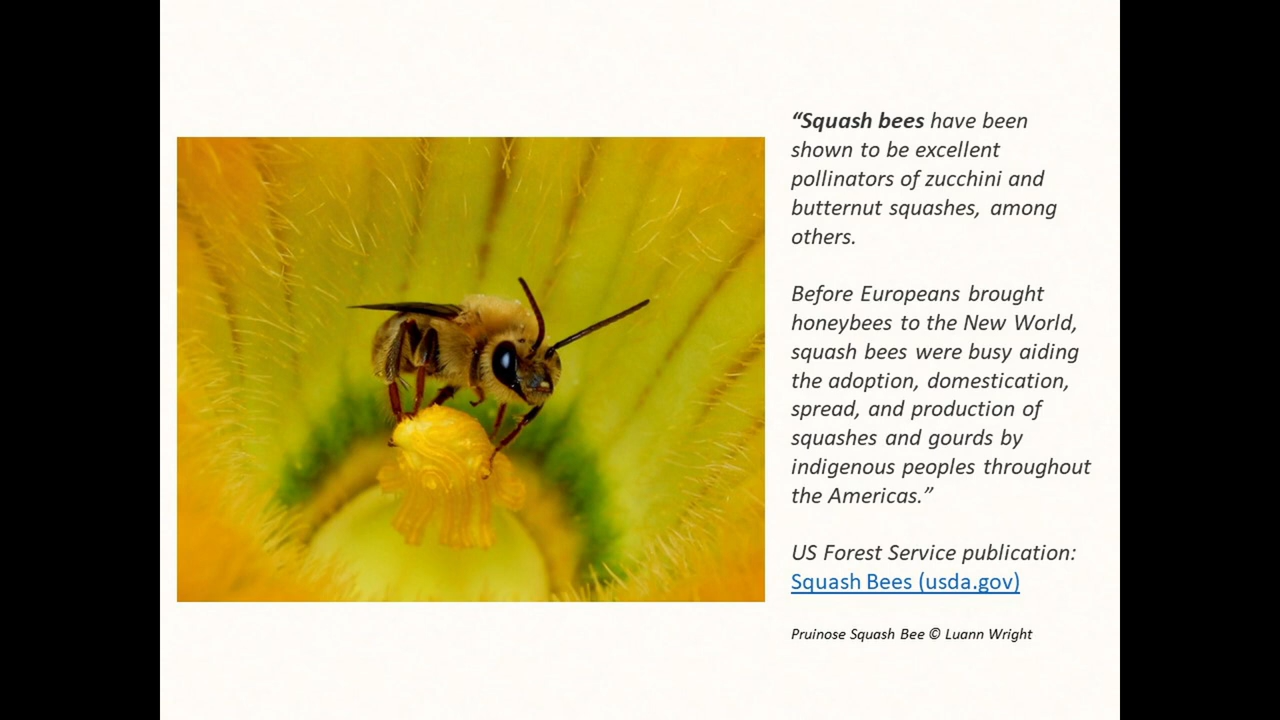 “Squash bees have been
shown to be excellent
pollinators of zucchini and
butternut squashes, among
others.
Before Europeans brought
honeybees to the New World,
squash bees were busy aiding
the adoption, domestication,
spread, and production of
squashes and gourds by
indigenous peoples throughout
the Americas.”
US Forest Service publication:
Squash Bees (usda.gov)
Pruinose Squash Bee © Luann Wright